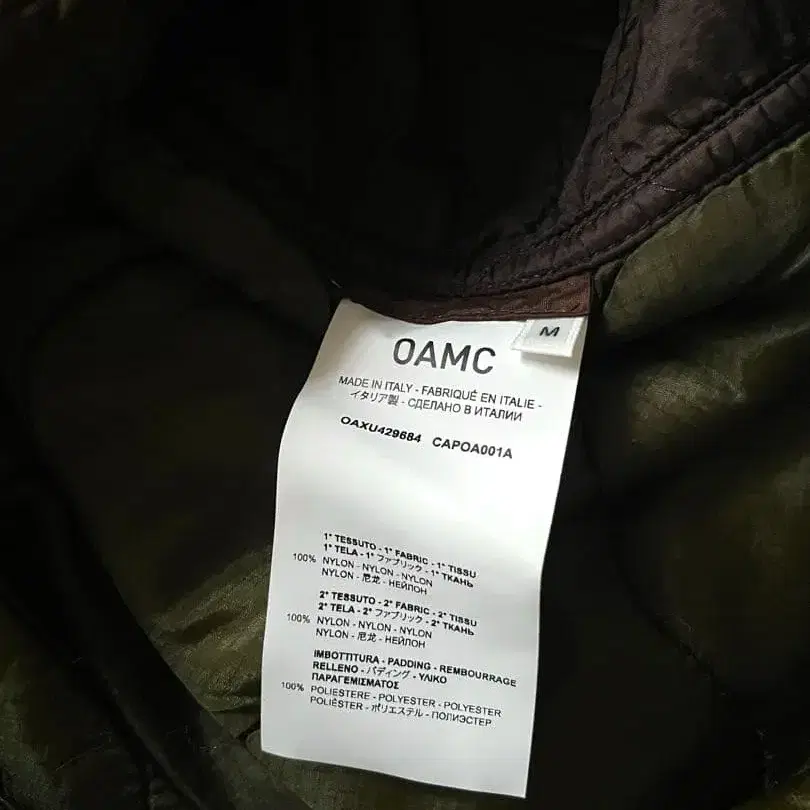 M
OAMC
MADE IN ITALY - FABRIQUÉ EN ITALIE -
イタリア製 - СДЕЛАНО В ИТАЛИИ
OAXU429684 CAPOA001A
1° TESSUTO - 1° FABRIC - 1° TISSU
1° TELA - 1° ファブリック - 1° ТКАНЬ
100% NYLON - NYLON - NYLON
NYLON - 尼龙 - НЕЙЛОН
2° TESSUTO - 2° FABRIC - 2° TISSU
2° TELA - 2° ファブリック - 2° ТКАНЬ
100% NYLON - NYLON - NYLON
NYLON - 尼龙 - НЕЙЛОН
IMBOTTITURA - PADDING - REMBOURRAGE
RELLENO - パディング - ΥΛΙΚΟ
ΠΑΡΑΓΕΜΙΣΜΑΤΟΣ
100% POLIESTERE - POLYESTER - POLYESTER
POLIÉSTER - ポリエステル - ПОЛИЭСТЕР